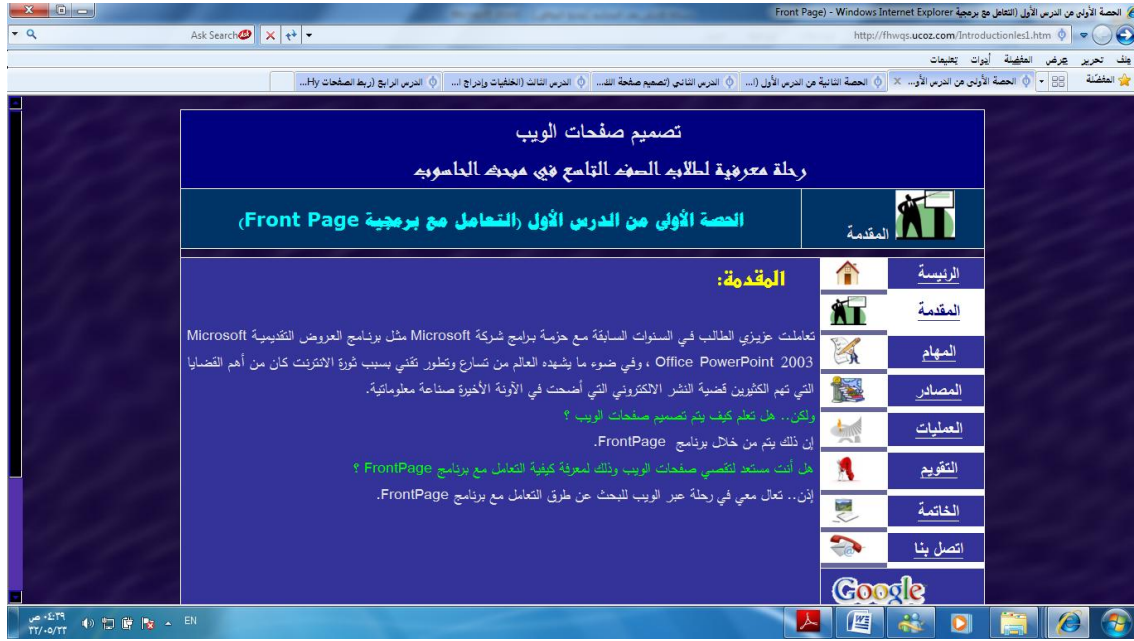 الحصة الأولى من الدرس الأول (التعامل مع برمجية Front Page) - Windows Internet Explorer
http://fhwqs.ucoz.com/Introductionles1.htm
Ask Search
ملف تحرير عرض المفضلة أدوات تعليمات
المفضلة
الحصة الأولى من الدرس الأو...
الحصة الثانية من الدرس الأول (ا...
الدرس الثاني (تصميم صفحة الك...
الدرس الثالث (الخلفيات وإدراج ا...
الدرس الرابع (ربط الصفحات Hy...
تصميم صفحات الويب
رحلة معرفية لطلاب الصف التاسع في مبحث الحاسوب
المقدمة
الحصة الأولى من الدرس الأول (التعامل مع برمجية Front Page)
الرئيسة
المقدمة
المهام
المصادر
العمليات
التقويم
الخاتمة
اتصل بنا
Google
المقدمة:
تعاملت عزيزي الطالب في السنوات السابقة مع حزمة برامج شركة Microsoft مثل برنامج العروض التقديمية Microsoft
Office PowerPoint 2003 ، وفي ضوء ما يشهده العالم من تسارع وتطور تقني بسبب ثورة الانترنت كان من أهم القضايا
التي تهم الكثيرين قضية النشر الالكتروني التي أضحت في الآونة الأخيرة صناعة معلوماتية.
ولكن.. هل تعلم كيف يتم تصميم صفحات الويب ؟
إن ذلك يتم من خلال برنامج FrontPage.
هل أنت مستعد لتقصي صفحات الويب وذلك لمعرفة كيفية التعامل مع برنامج FrontPage ؟
إذن.. تعال معي في رحلة عبر الويب للبحث عن طرق التعامل مع برنامج FrontPage.
EN
٠٤:٣٩ ص
٣٢/٠٥/٢٣